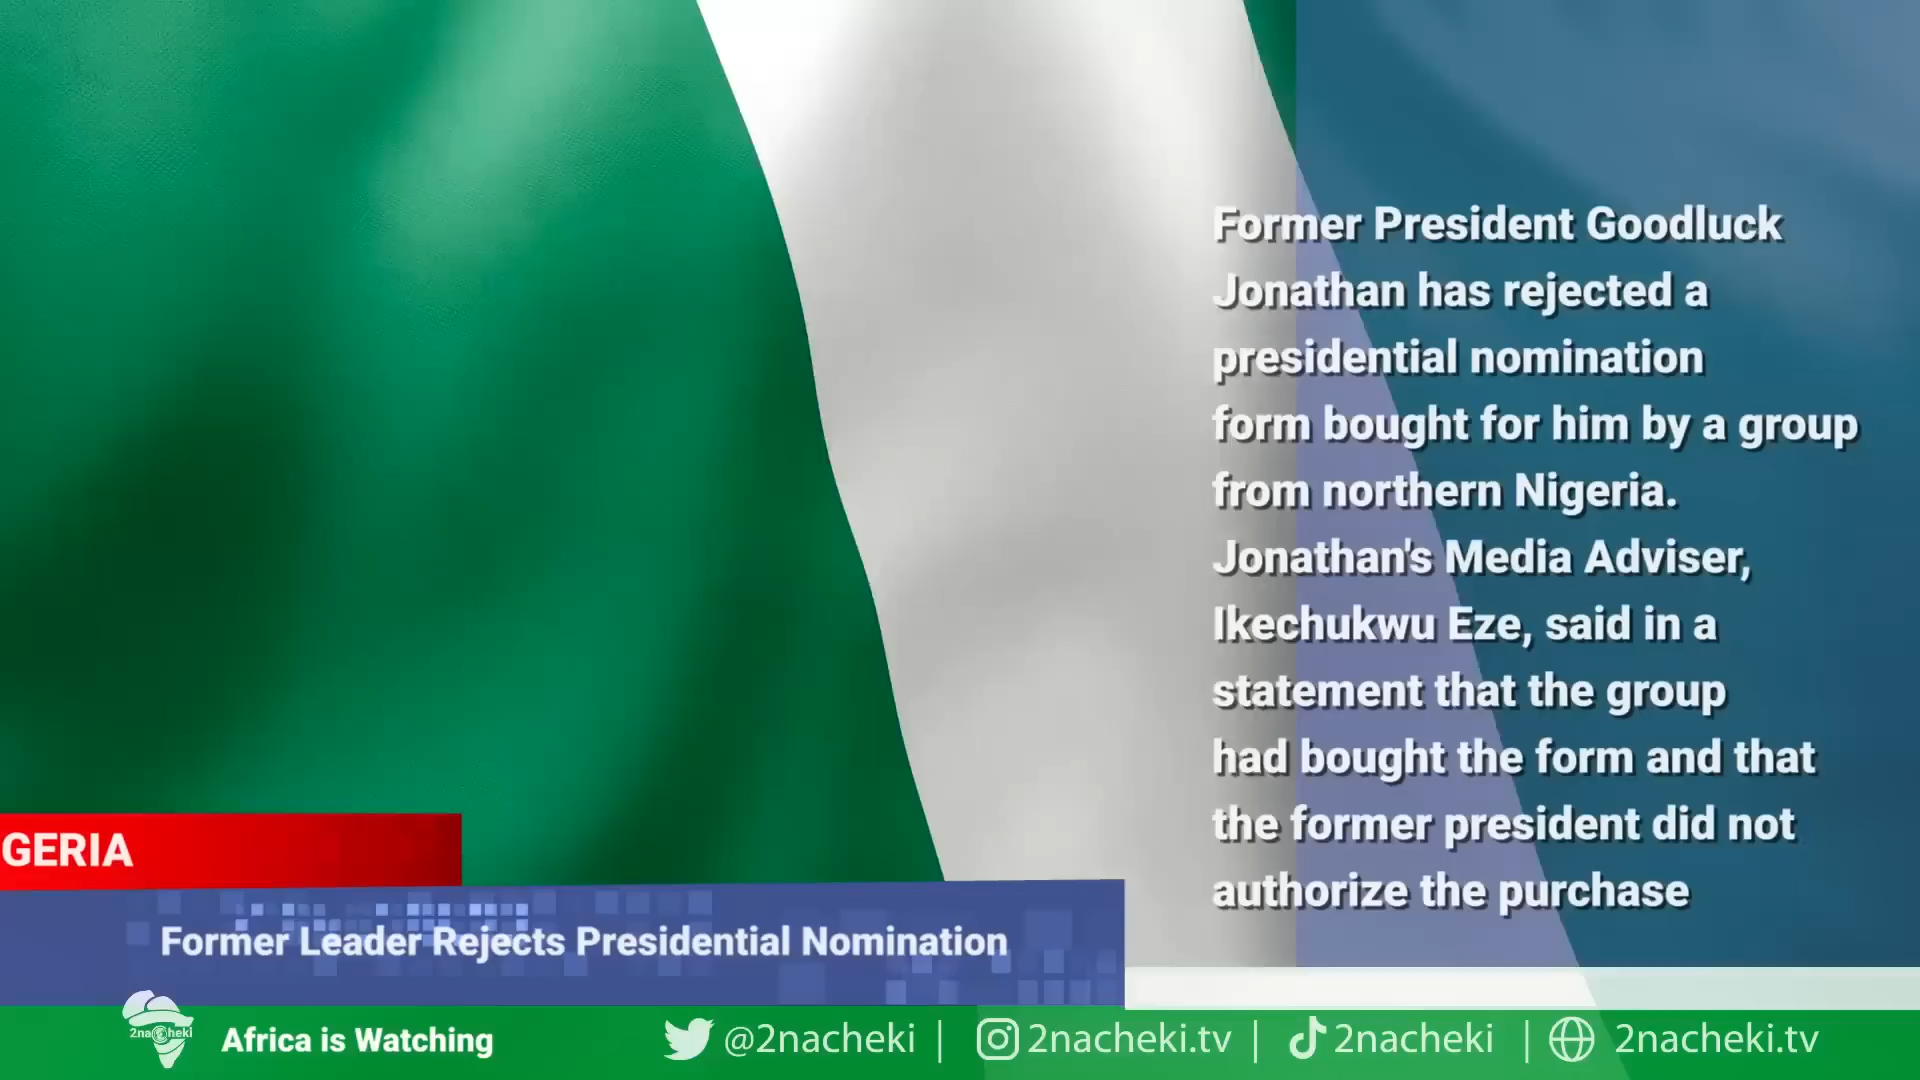 Former President Goodluck
Jonathan has rejected a
presidential nomination
form bought for him by a group
from northern Nigeria.
Jonathan's Media Adviser,
Ikechukwu Eze, said in a
statement that the group
had bought the form and that
the former president did not
authorize the purchase
GERIA
Former Leader Rejects Presidential Nomination
2nacheki
Africa is Watching
@2nacheki |
2nacheki.tv |
2nacheki |
2nacheki.tv